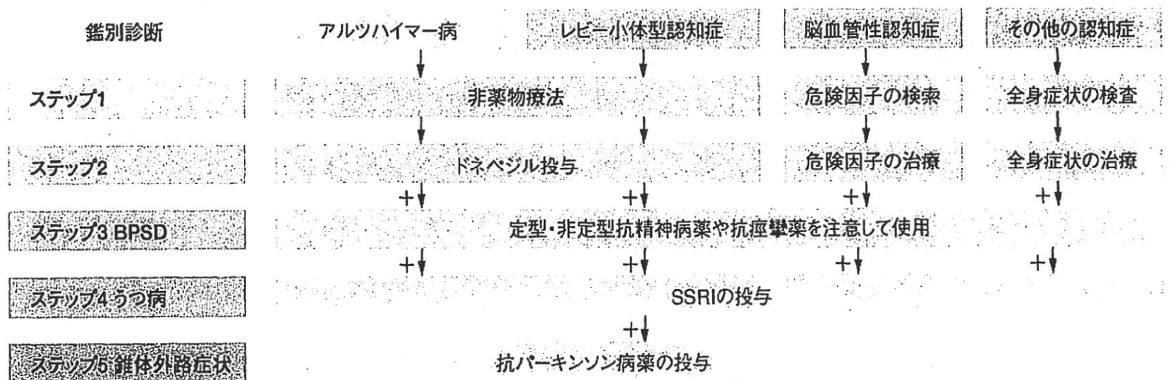 鑑別診断 アルツハイマー病 レビー小体型認知症 脳血管性認知症 その他の認知症
ステップ1 非薬物療法 危険因子の検索 全身症状の検査
ステップ2 ドネペジル投与 危険因子の治療 全身症状の治療
+ + + +
ステップ3 BPSD 定型・非定型抗精神病薬や抗痙攣薬を注意して使用
+ + + +
ステップ4 うつ病 SSRIの投与
+
ステップ5 錐体外路症状 抗パーキンソン病薬の投与